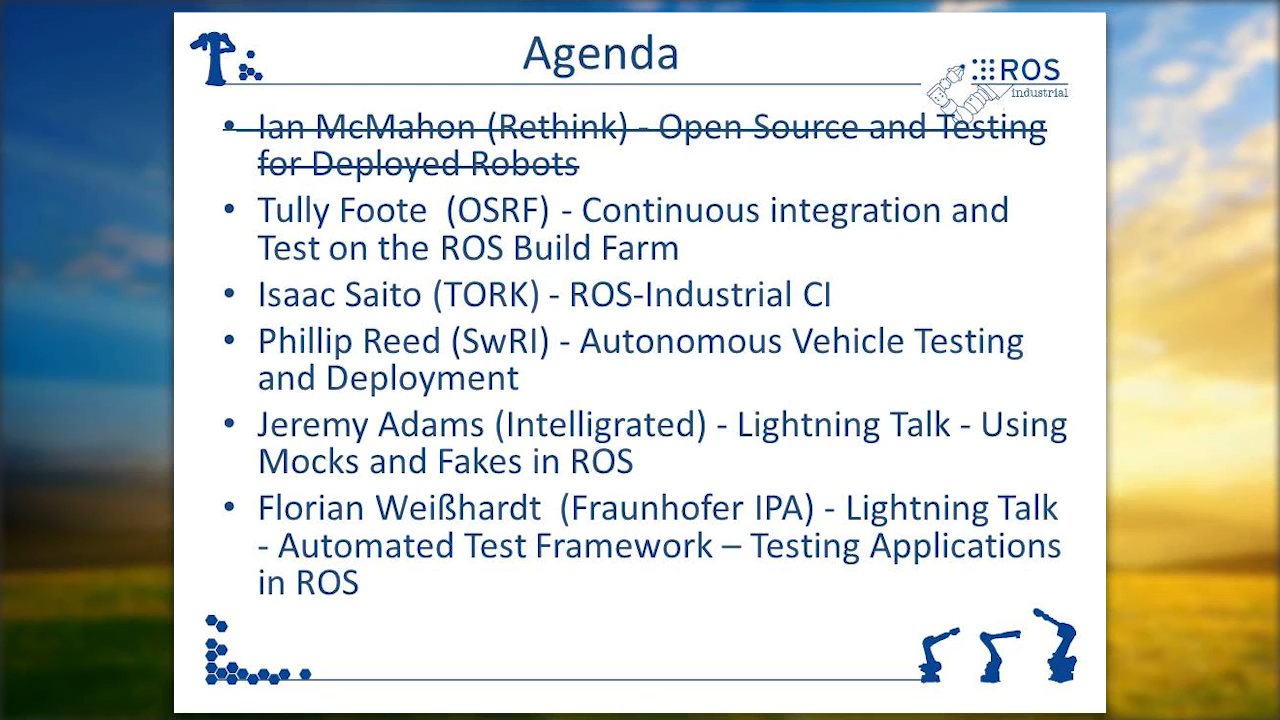 Agenda
ROS
industrial
• Ian McMahon (Rethink) - Open Source and Testing
for Deployed Robots
• Tully Foote (OSRF) - Continuous integration and
Test on the ROS Build Farm
• Isaac Saito (TORK) - ROS-Industrial CI
• Phillip Reed (SwRI) - Autonomous Vehicle Testing
and Deployment
• Jeremy Adams (Intelligrated) - Lightning Talk - Using
Mocks and Fakes in ROS
• Florian Weißhardt (Fraunhofer IPA) - Lightning Talk
- Automated Test Framework – Testing Applications
in ROS